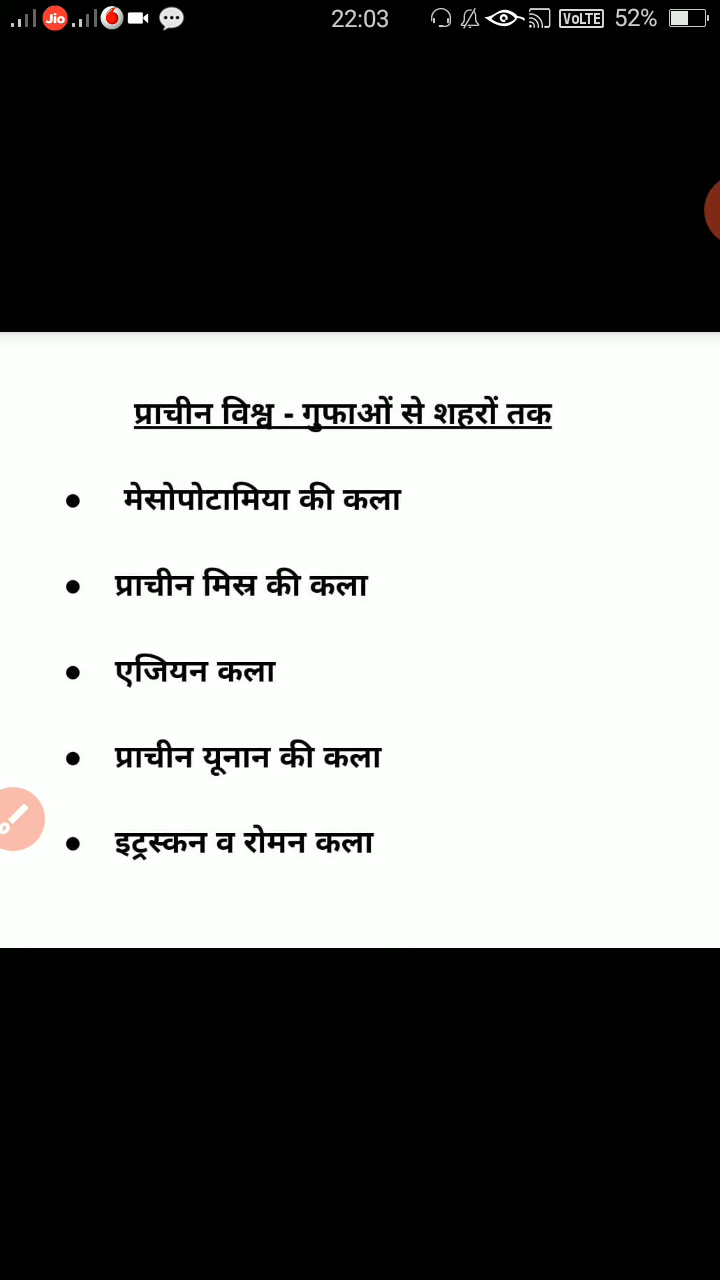 Jio 22:03 VoLTE 52%
प्राचीन विश्व - गुफाओं से शहरों तक
● मेसोपोटामिया की कला
● प्राचीन मिस्र की कला
● एजियन कला
● प्राचीन यूनान की कला
● इट्रस्कन व रोमन कला